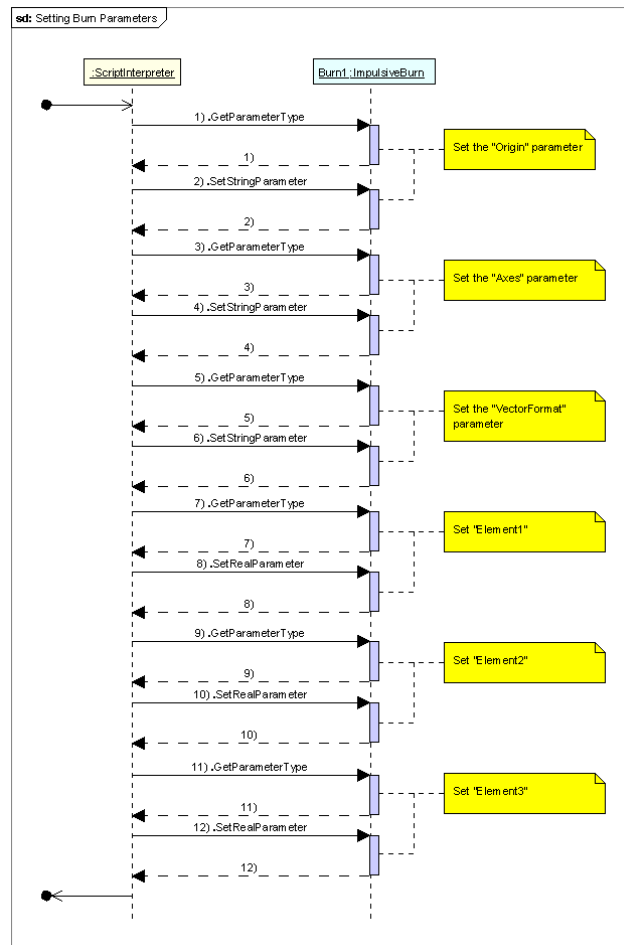 sd: Setting Burn Parameters
:ScriptInterpreter
Burn1:ImpulsiveBurn
1) .GetParameterType
Set the "Origin" parameter
1)
2) .SetStringParameter
2)
3) .GetParameterType
Set the "Axes" parameter
3)
4) .SetStringParameter
4)
5) .GetParameterType
Set the "VectorFormat"
parameter
5)
6) .SetStringParameter
6)
7) .GetParameterType
Set "Element1"
7)
8) .SetRealParameter
8)
9) .GetParameterType
Set "Element2"
9)
10) .SetRealParameter
10)
11) .GetParameterType
Set "Element3"
11)
12) .SetRealParameter
12)